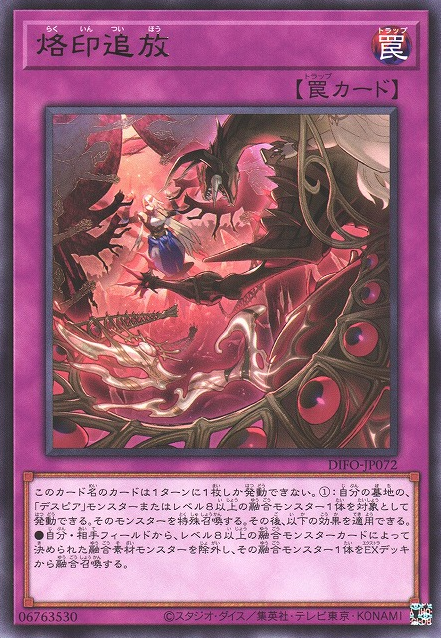 烙印追放
らく いん つい ほう
罠
トラップ
【罠カード】
DIFO-JP072
このカード名のカードは1ターンに1枚しか発動できない。①：自分の墓地の、
「デスピア」モンスターまたはレベル8以上の融合モンスター1体を対象として
発動できる。そのモンスターを特殊召喚する。その後、以下の効果を適用できる。
●自分・相手フィールドから、レベル8以上の融合モンスターカードによって
決められた融合素材モンスターを除外し、その融合モンスター1体をEXデッキ
から融合召喚する。
06763530
©スタジオ・ダイス／集英社・テレビ東京・KONAMI